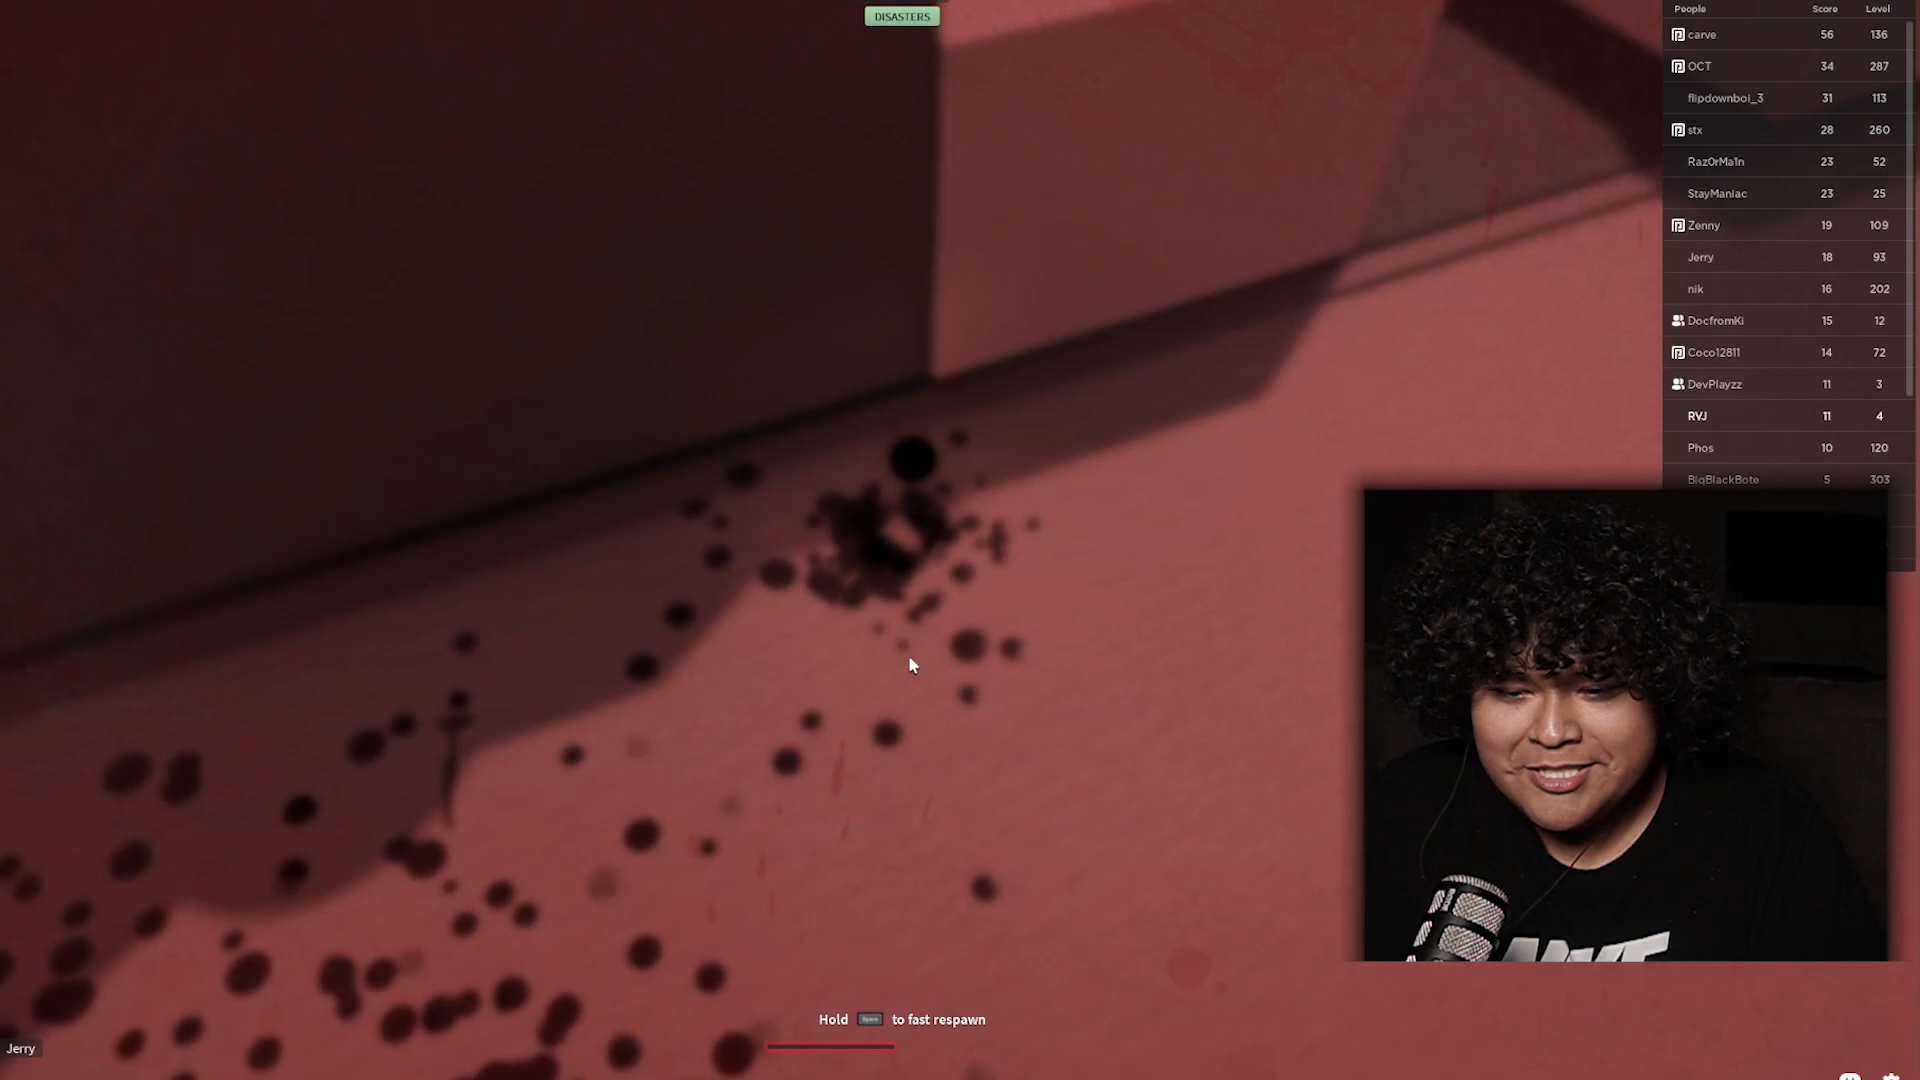 DISASTERS
People Score Level
carve 56 136
OCT 34 287
flipdownboi_3 31 113
stx 28 260
Raz0rMa1n 23 52
StayManiac 23 25
Zenny 19 109
Jerry 18 93
nik 16 202
DocfromKi 15 12
Coco12811 14 72
DevPlayzz 11 3
RVJ 11 4
Phos 10 120
BiqBlackBote 5 303
Hold Space to fast respawn
Jerry